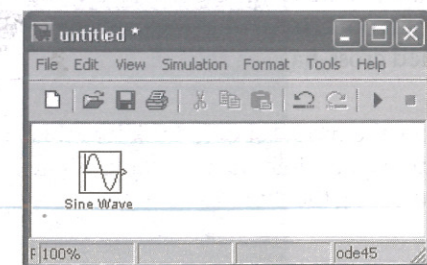 untitled *
File Edit View Simulation Format Tools Help
Sine Wave
F 100% ode45